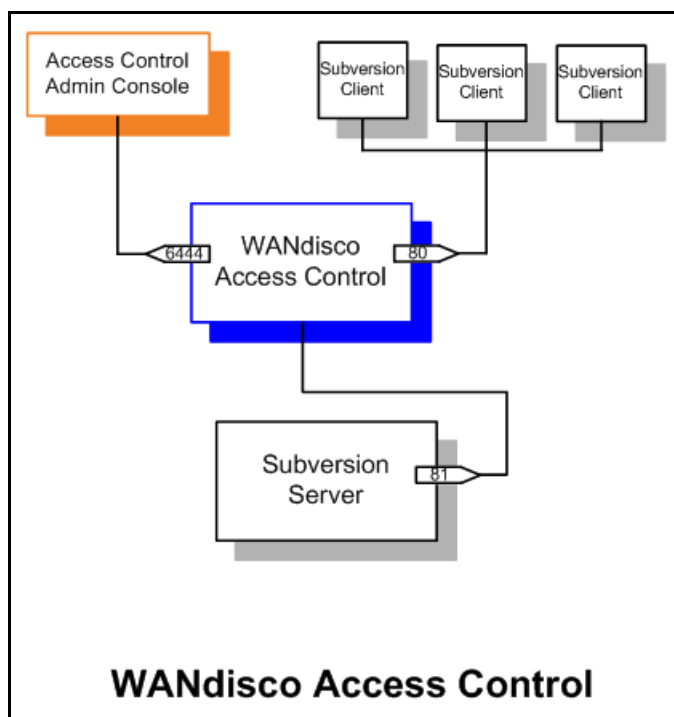 Access Control
Admin Console
Subversion
Client
Subversion
Client
Subversion
Client
6444
WANdisco
Access Control
80
Subversion
Server
81
WANdisco Access Control